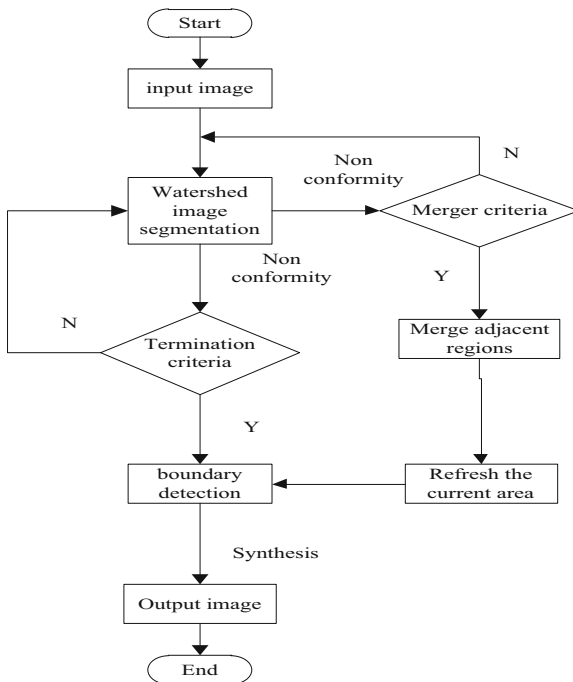 Start
input image
N
Non
conformity
Watershed
image
segmentation
Merger criteria
Non
conformity
Y
N
Termination
criteria
Merge adjacent
regions
Y
boundary
detection
Refresh the
current area
Synthesis
Output image
End